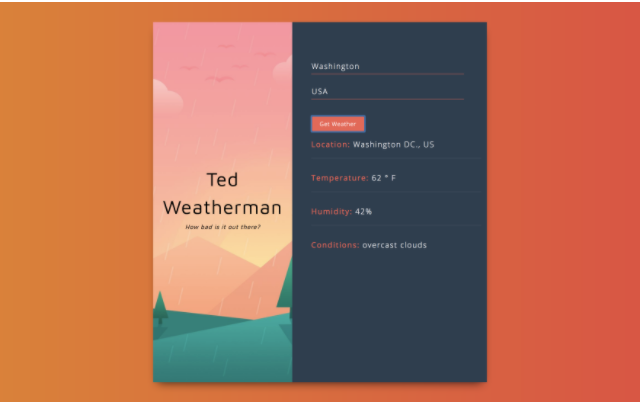 Ted
Weatherman
How bad is it out there?
Washington
USA
Get Weather
Location: Washington DC., US
Temperature: 62 ° F
Humidity: 42%
Conditions: overcast clouds